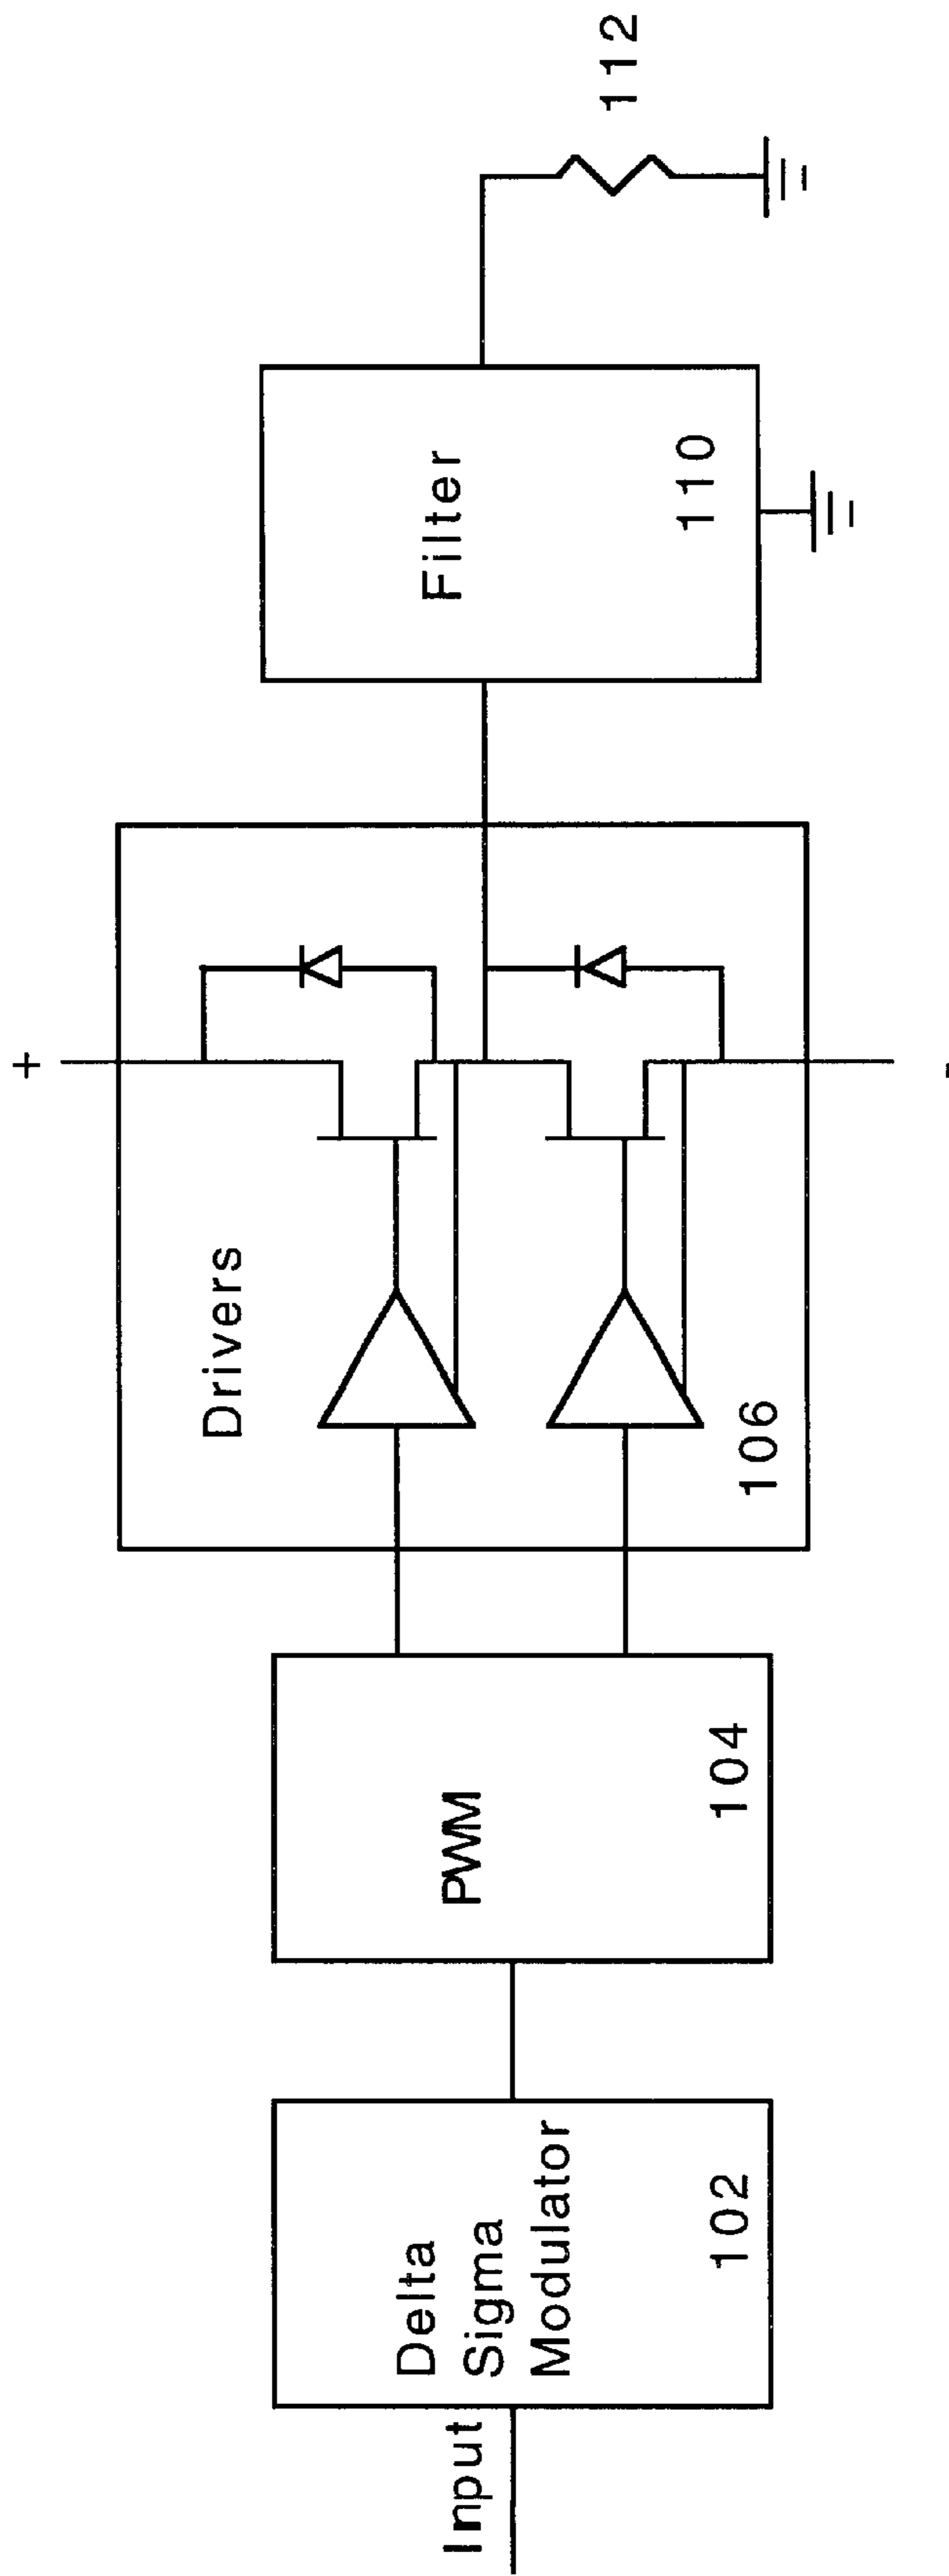 Input
Delta
Sigma
Modulator
102
PWM
104
Drivers
106
+
-
Filter
110
112